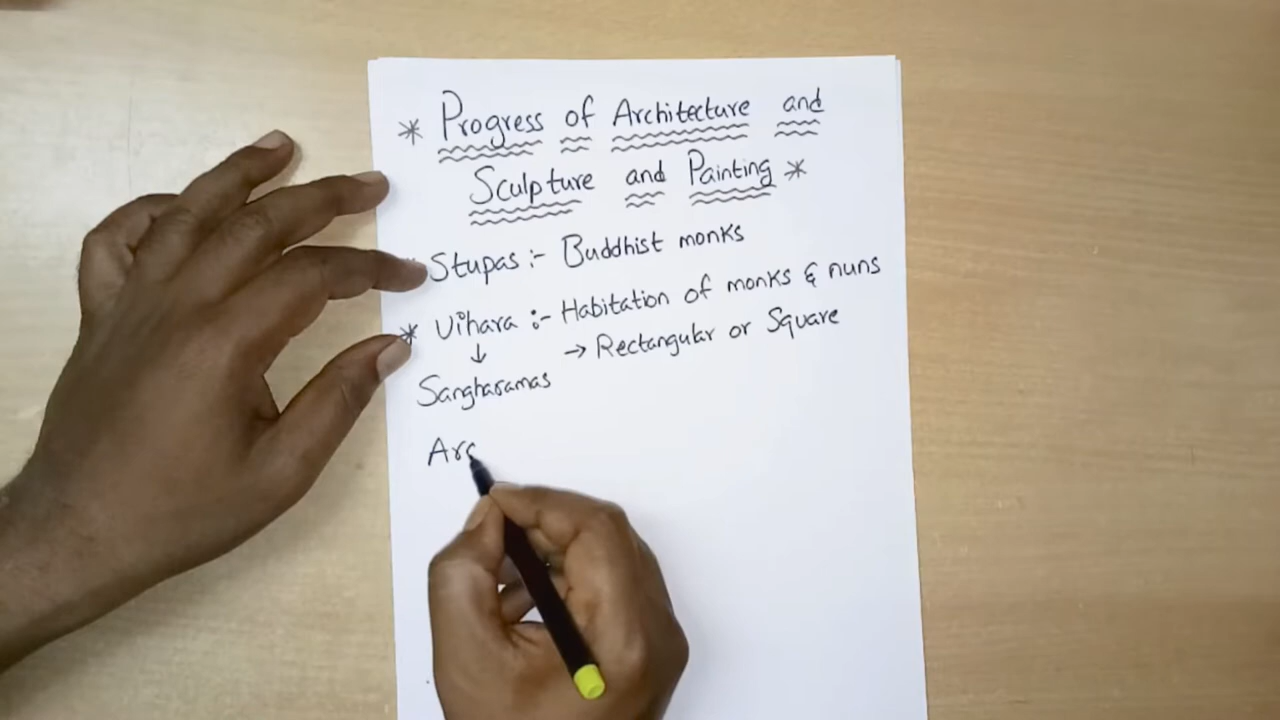 * Progress of Architecture and
Sculpture and Painting *
* Stupas :- Buddhist monks
* Vihara :- Habitation of monks & nuns
↓ → Rectangular or Square
Sangharamas
Arc